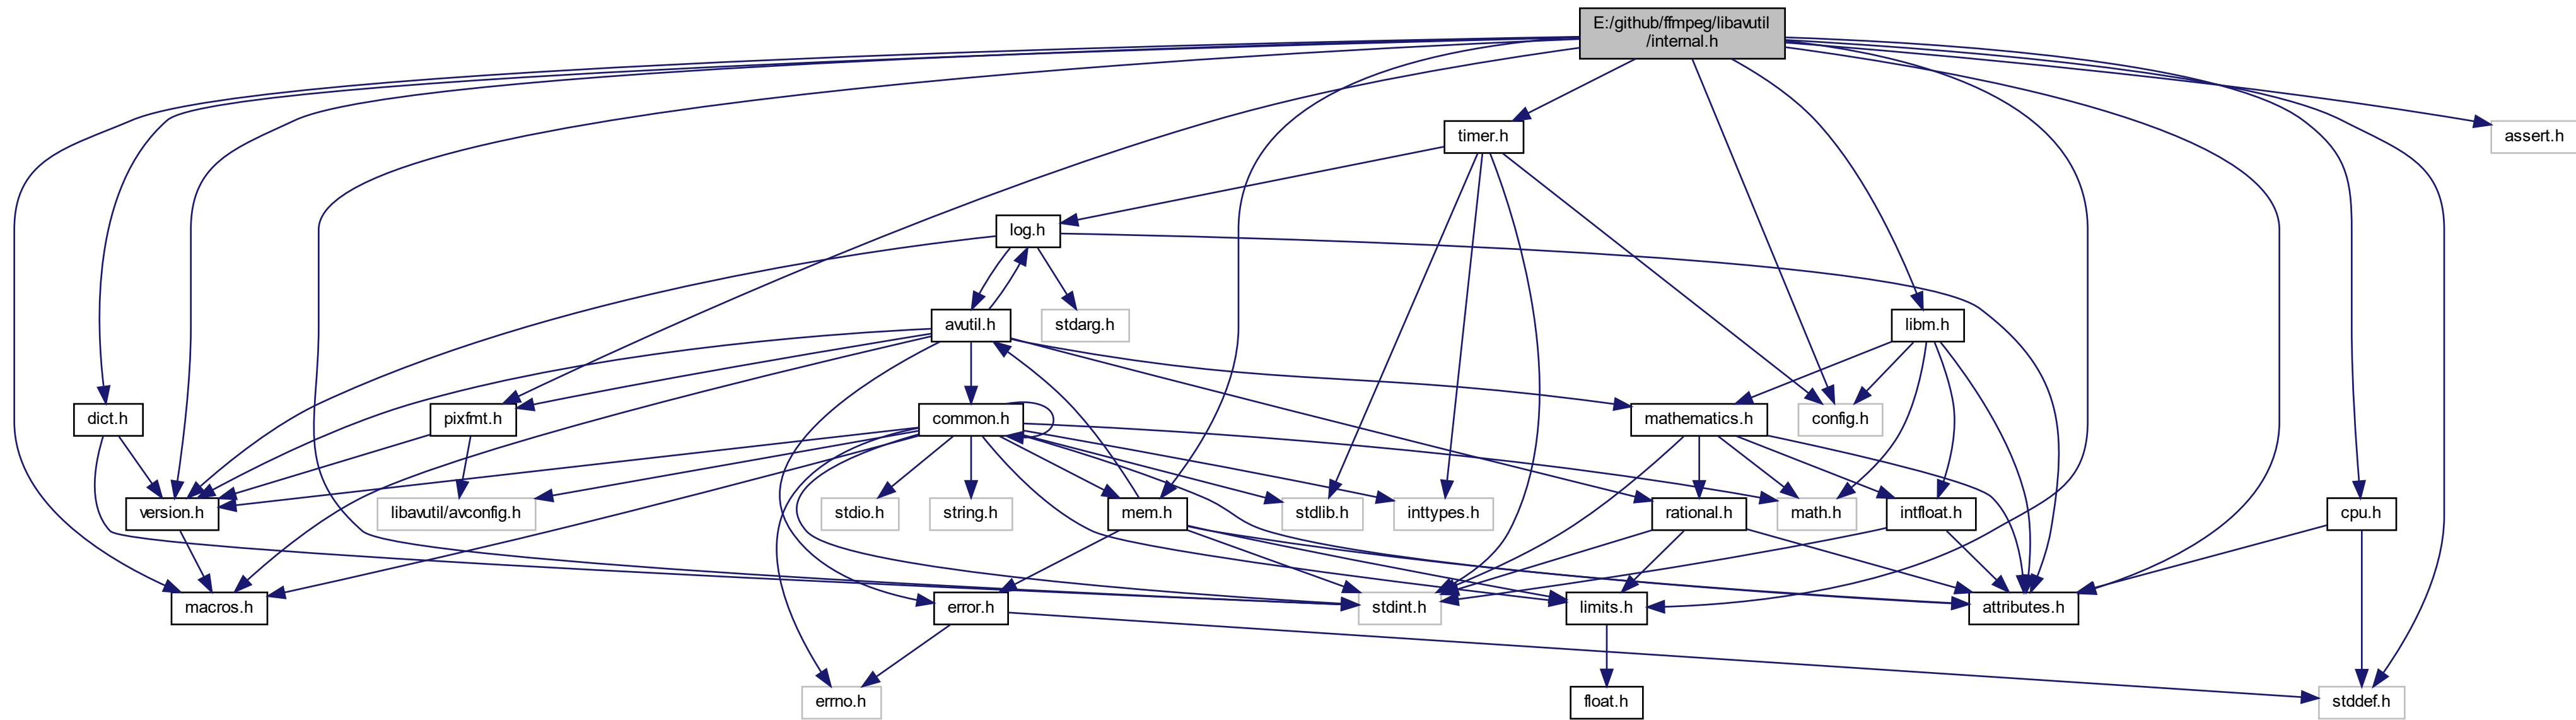 E:/github/ffmpeg/libavutil
/internal.h
timer.h
assert.h
log.h
avutil.h
stdarg.h
libm.h
dict.h
pixfmt.h
common.h
mathematics.h
config.h
version.h
libavutil/avconfig.h
stdio.h
string.h
mem.h
stdlib.h
inttypes.h
rational.h
math.h
intfloat.h
cpu.h
macros.h
error.h
stdint.h
limits.h
attributes.h
errno.h
float.h
stddef.h